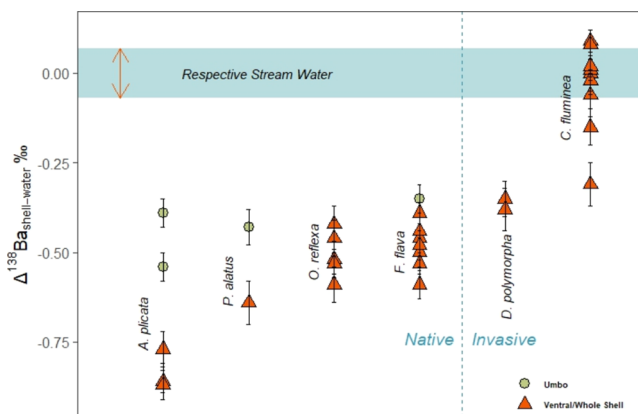 Δ ¹³⁸Ba shell–water ‰
0.00
-0.25
-0.50
-0.75
Respective Stream Water
A. plicata
P. alatus
O. reflexa
F. flava
D. polymorpha
C. fluminea
Native
Invasive
Umbo
Ventral/Whole Shell